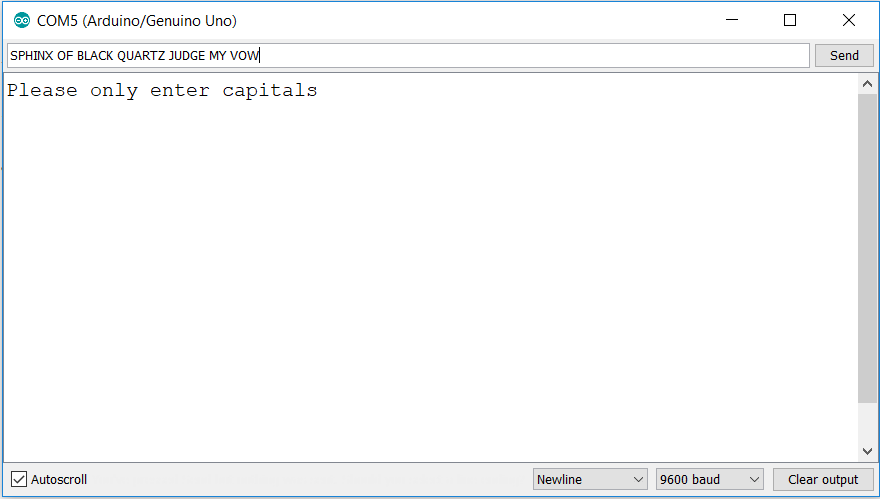 COM5 (Arduino/Genuino Uno)
SPHINX OF BLACK QUARTZ JUDGE MY VOW
Send
Please only enter capitals
Autoscroll
Newline
9600 baud
Clear output